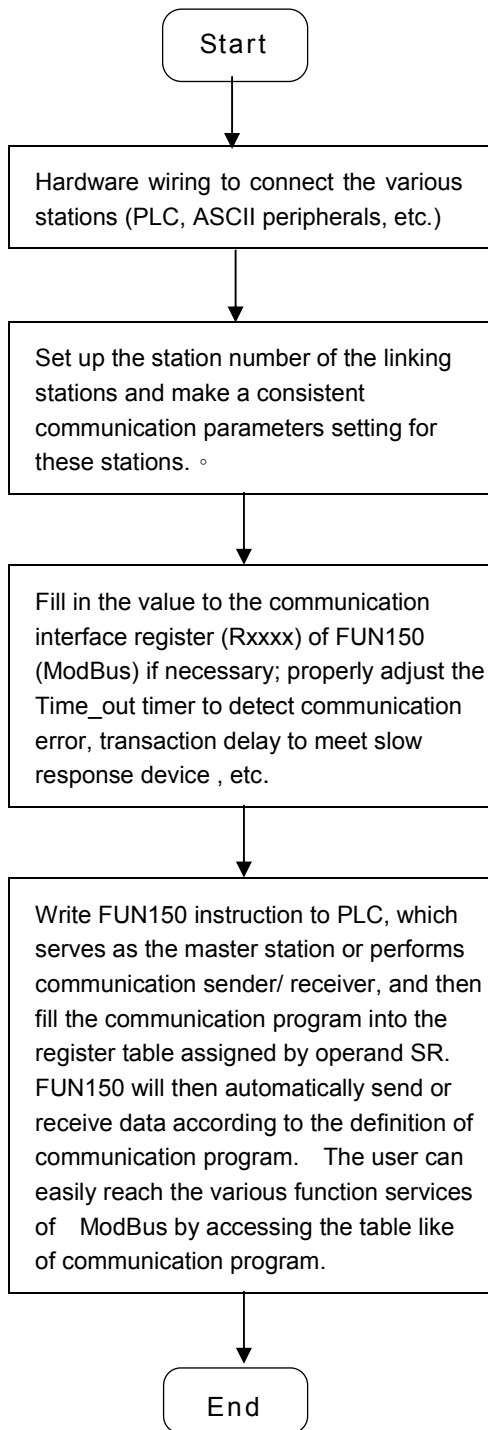 Start
Hardware wiring to connect the various
stations (PLC, ASCII peripherals, etc.)
Set up the station number of the linking
stations and make a consistent
communication parameters setting for
these stations. 。
Fill in the value to the communication
interface register (Rxxxx) of FUN150
(ModBus) if necessary; properly adjust the
Time_out timer to detect communication
error, transaction delay to meet slow
response device , etc.
Write FUN150 instruction to PLC, which
serves as the master station or performs
communication sender/ receiver, and then
fill the communication program into the
register table assigned by operand SR.
FUN150 will then automatically send or
receive data according to the definition of
communication program. The user can
easily reach the various function services
of ModBus by accessing the table like
of communication program.
End